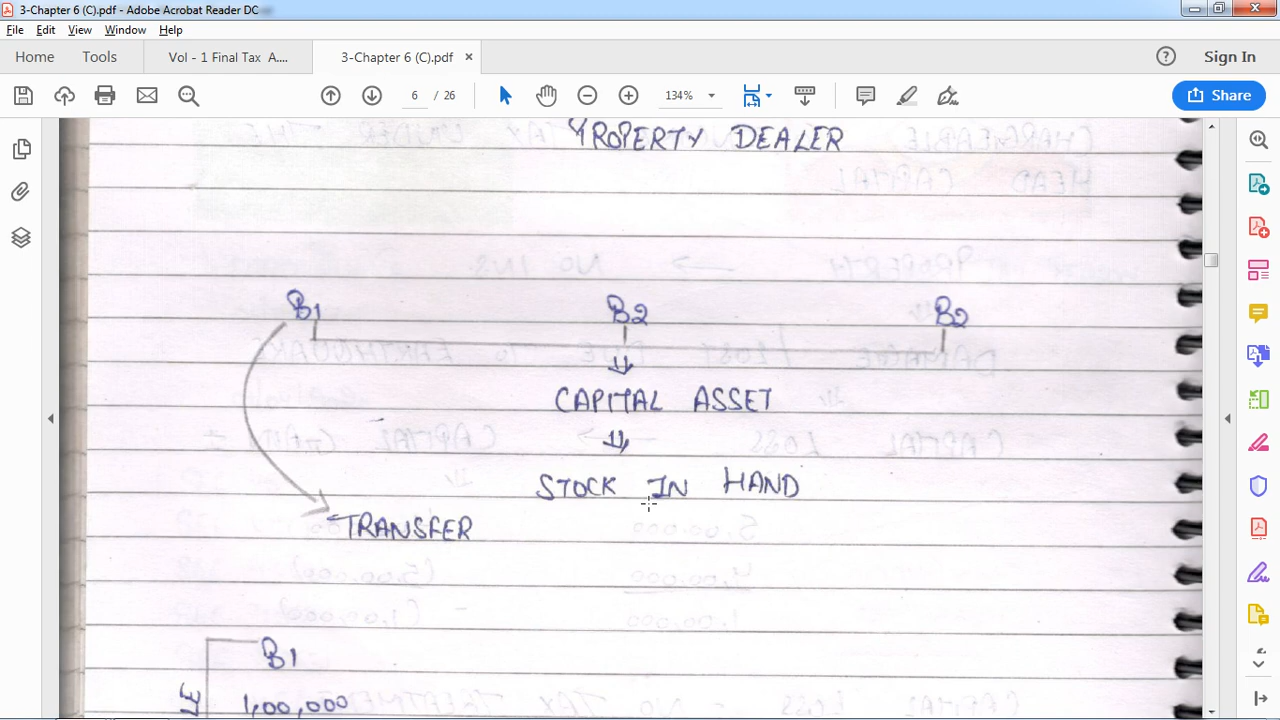 3-Chapter 6 (C).pdf - Adobe Acrobat Reader DC
File Edit View Window Help
Home Tools Vol - 1 Final Tax A.... 3-Chapter 6 (C).pdf × Sign In
6 / 26 134% Share
PROPERTY DEALER
B1 B2 B2
⇓
CAPITAL ASSET
⇓
STOCK IN HAND
TRANSFER
B1
1,00,000